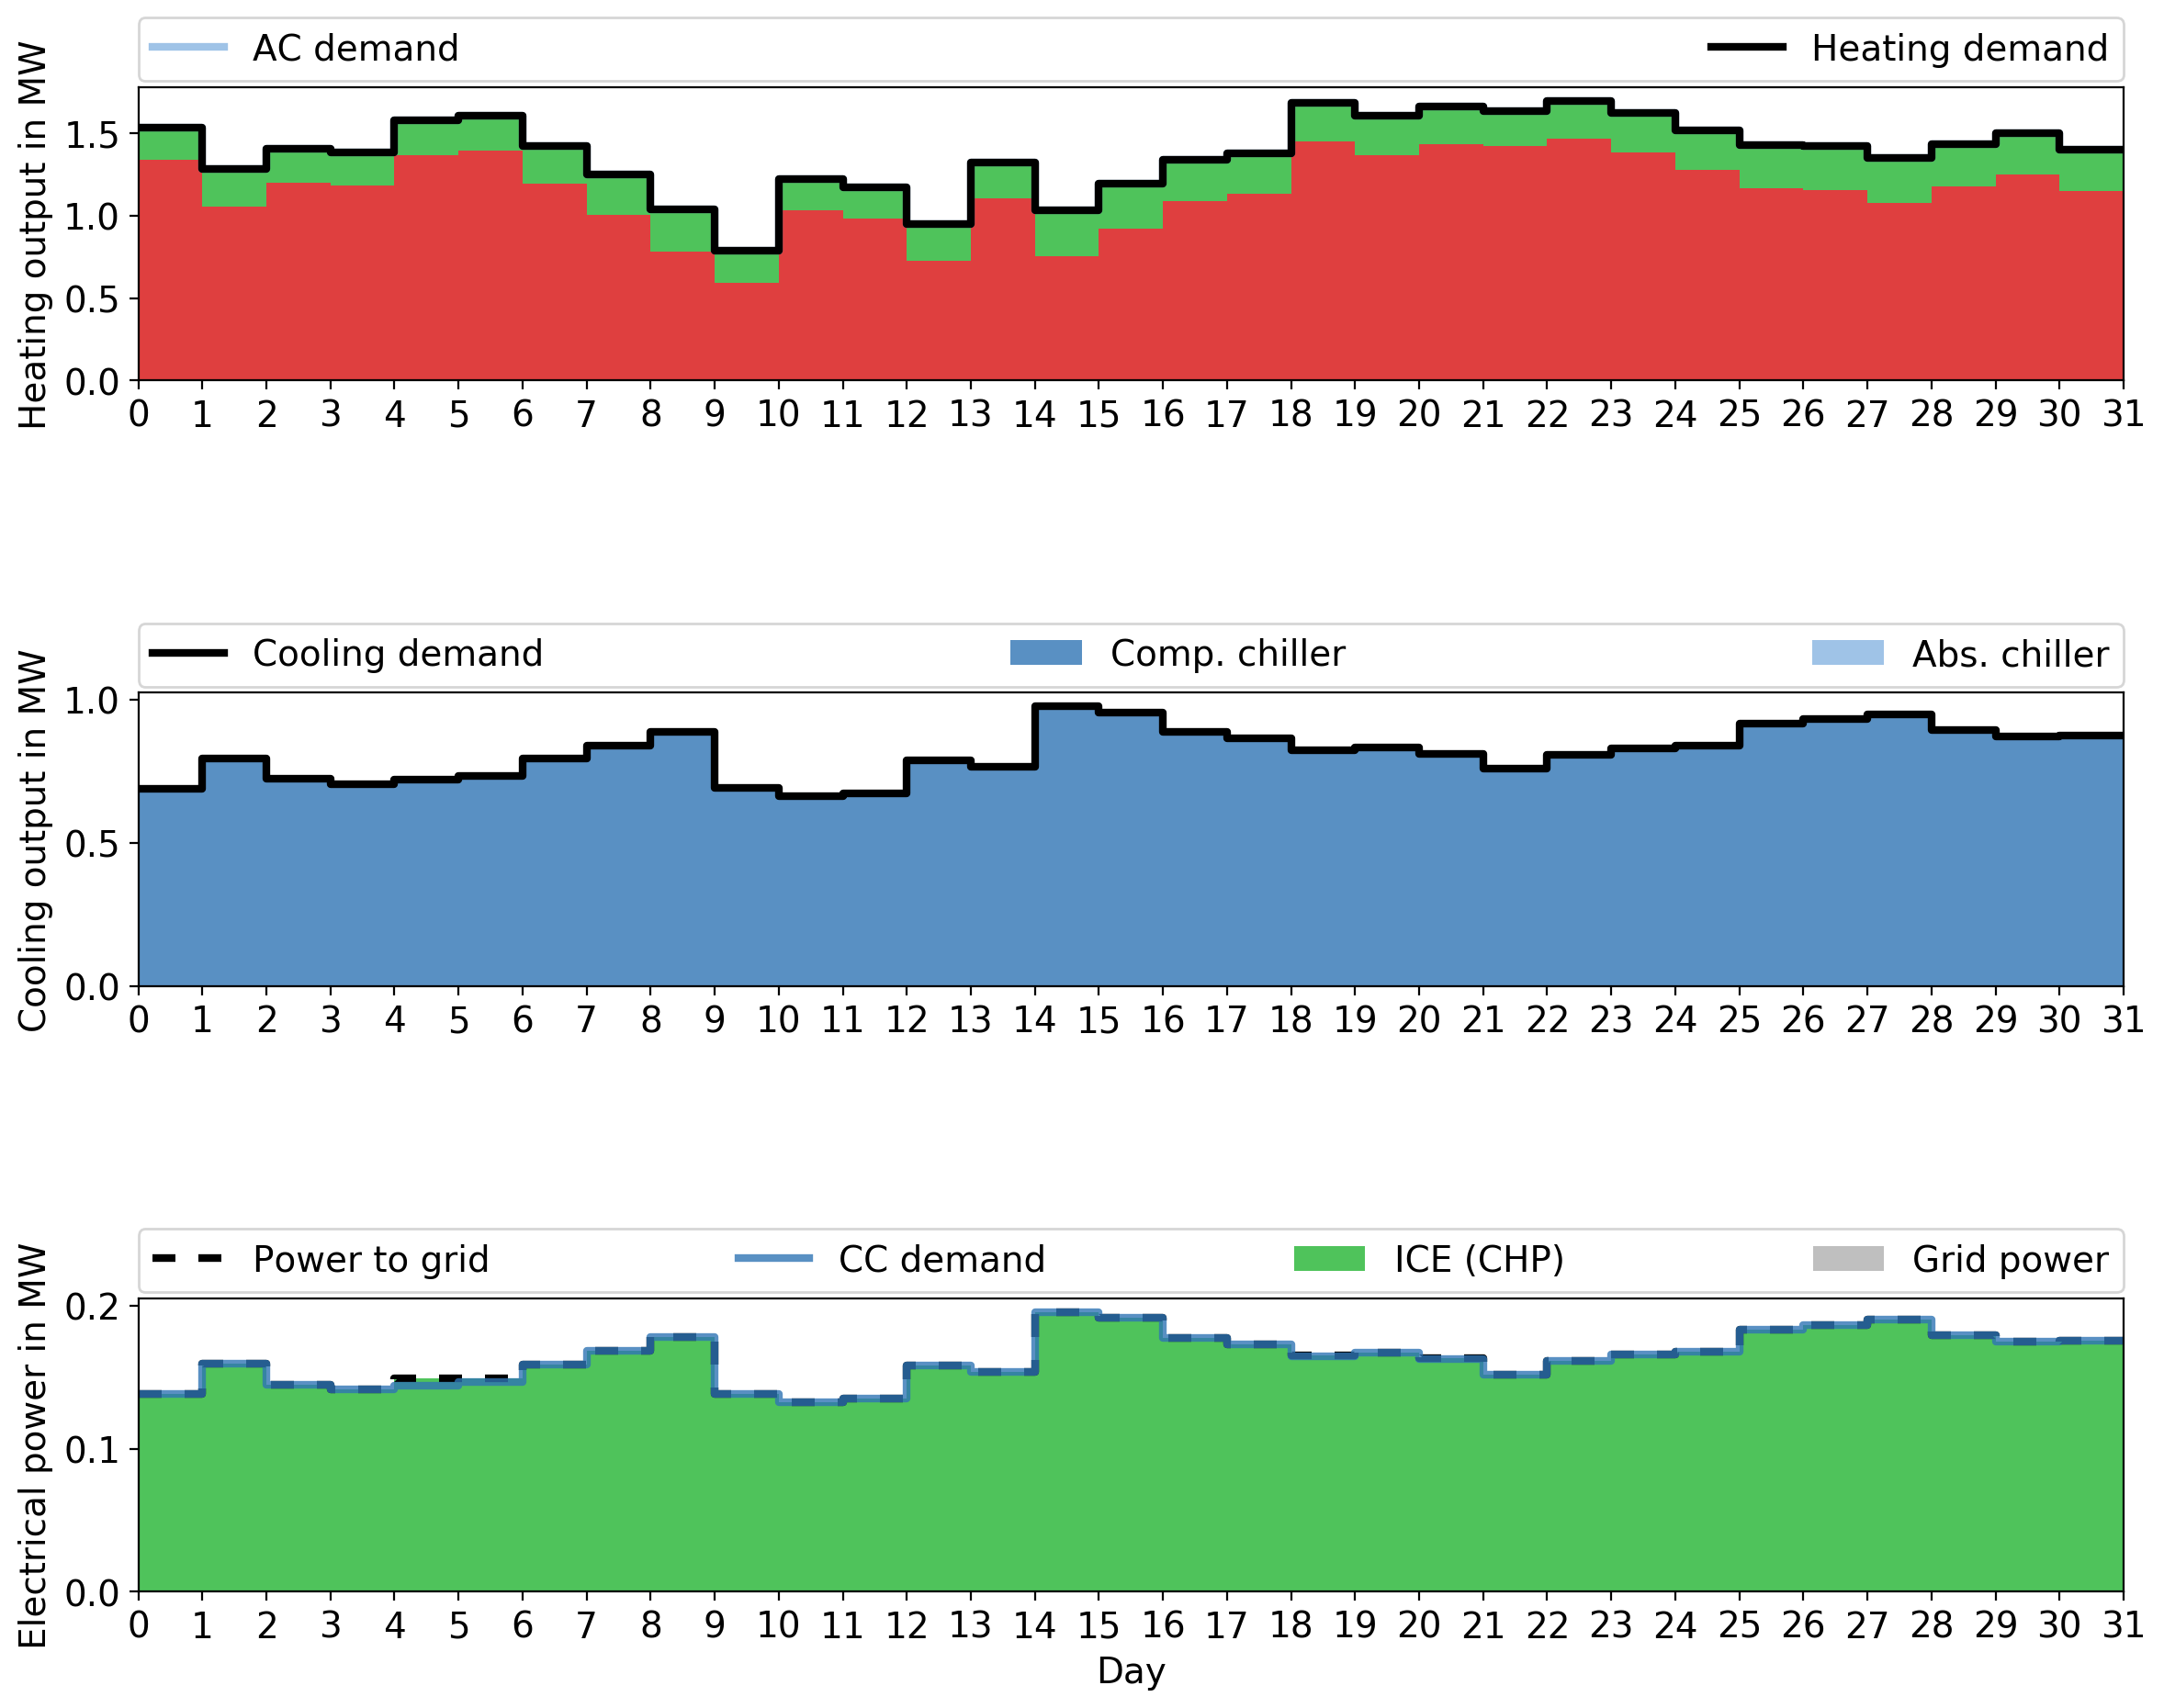 AC demand Heating demand
Heating output in MW
1.5
1.0
0.5
0.0
0 1 2 3 4 5 6 7 8 9 10 11 12 13 14 15 16 17 18 19 20 21 22 23 24 25 26 27 28 29 30 31
Cooling demand Comp. chiller Abs. chiller
Cooling output in MW
1.0
0.5
0.0
0 1 2 3 4 5 6 7 8 9 10 11 12 13 14 15 16 17 18 19 20 21 22 23 24 25 26 27 28 29 30 31
Power to grid CC demand ICE (CHP) Grid power
Electrical power in MW
0.2
0.1
0.0
0 1 2 3 4 5 6 7 8 9 10 11 12 13 14 15 16 17 18 19 20 21 22 23 24 25 26 27 28 29 30 31
Day